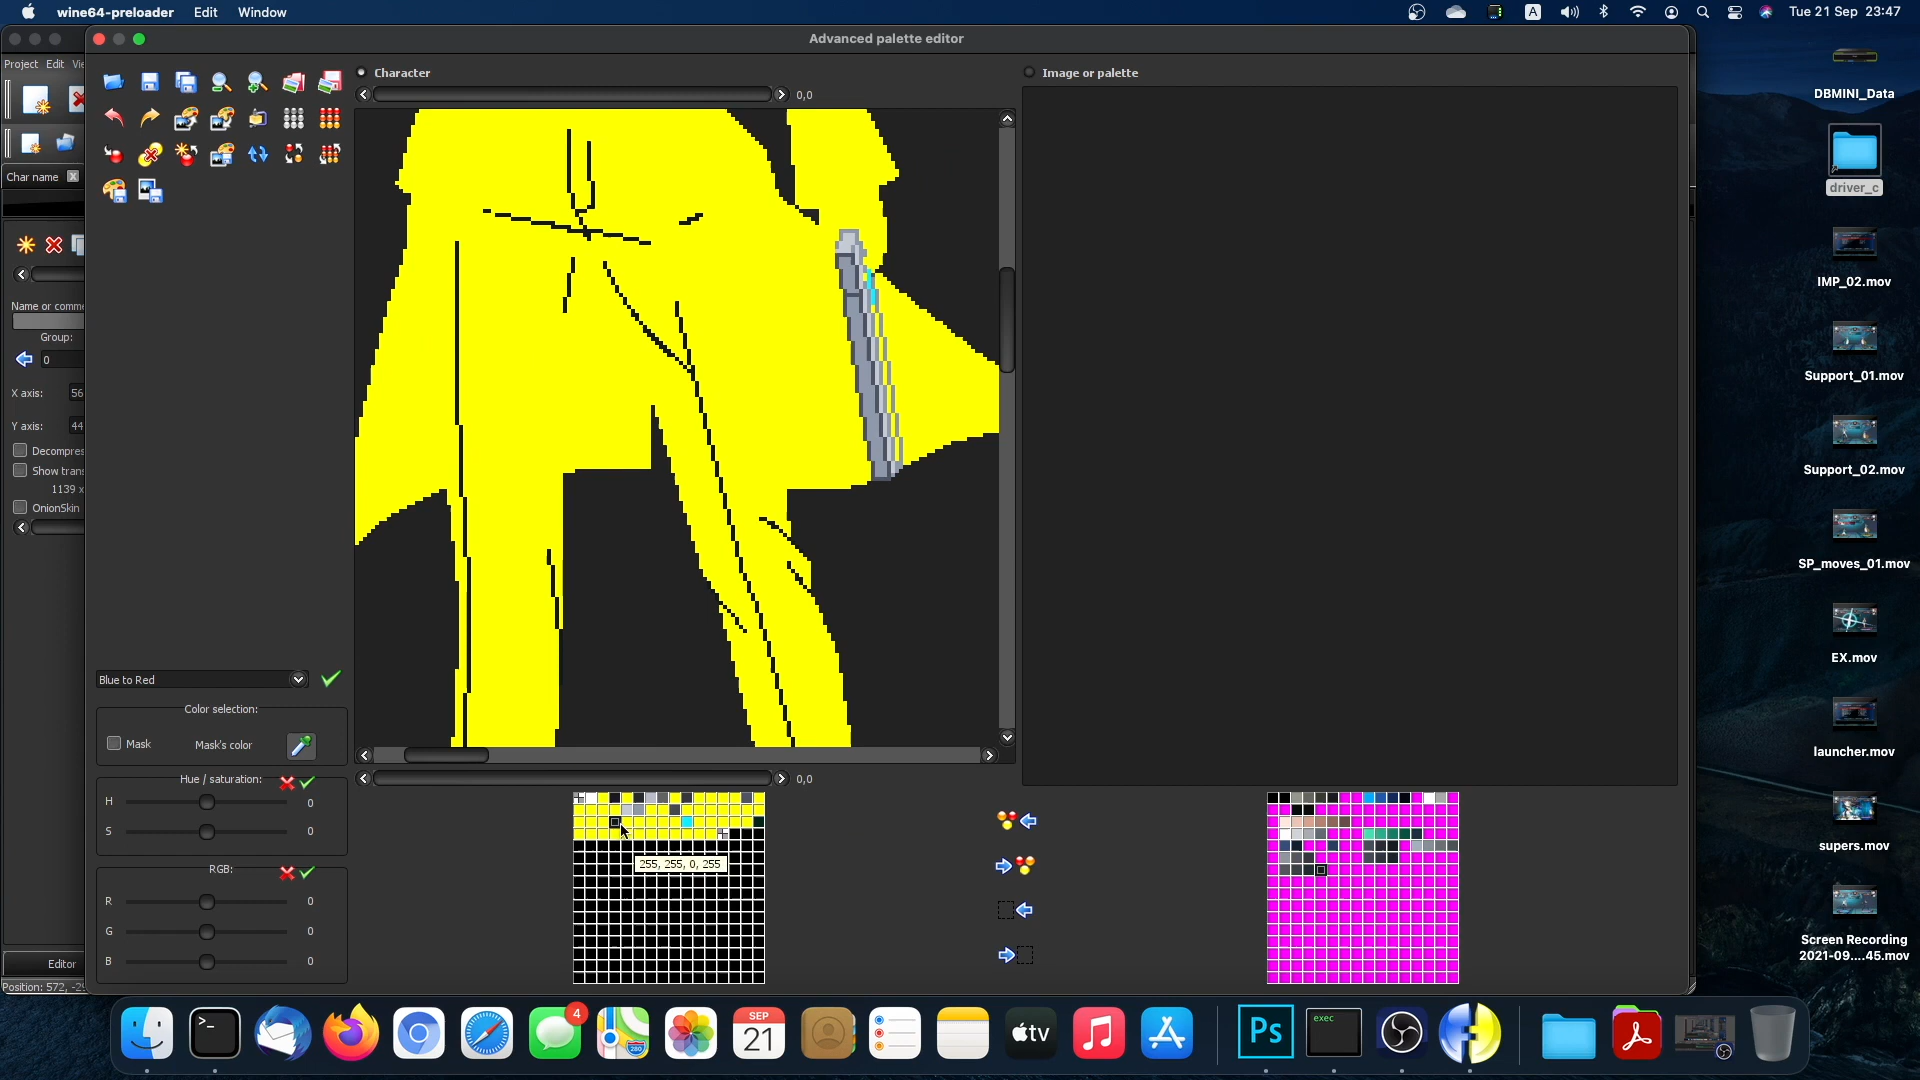 wine64-preloader Edit Window
A
Tue 21 Sep 23:47
Advanced palette editor
Project Edit Vie
Character
0,0
Image or palette
Char name
Name or comme
Group:
0
X axis: 56
Y axis: 44
Decompres
Show trans
1139 x
OnionSkin
Editor
Position: 572, -29
Blue to Red
Color selection:
Mask Mask's color
Hue / saturation:
H 0
S 0
RGB:
R 0
G 0
B 0
0,0
255, 255, 0, 255
DBMINI_Data
driver_c
IMP_02.mov
Support_01.mov
Support_02.mov
SP_moves_01.mov
EX.mov
launcher.mov
supers.mov
Screen Recording
2021-09....45.mov
>_
4
280
SEP
21
tv
Ps
exec